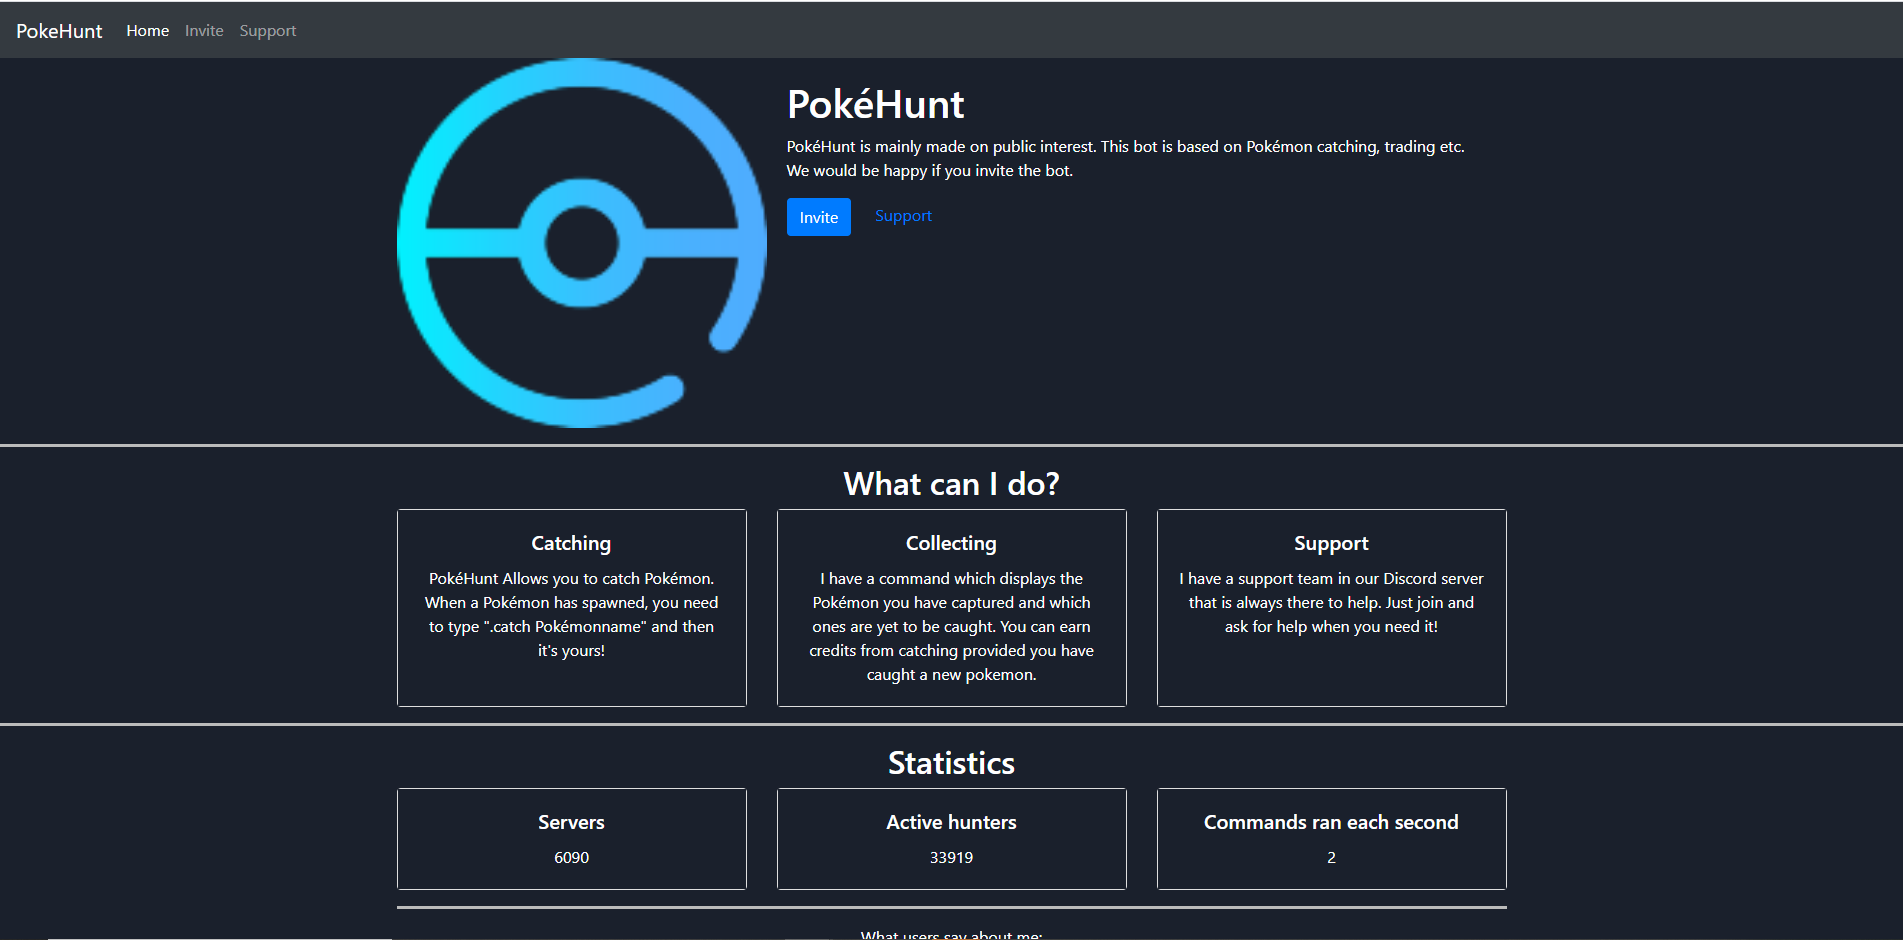 PokeHunt Home Invite Support
PokéHunt
PokéHunt is mainly made on public interest. This bot is based on Pokémon catching, trading etc.
We would be happy if you invite the bot.
Invite Support
What can I do?
Catching
PokéHunt Allows you to catch Pokémon.
When a Pokémon has spawned, you need
to type ".catch Pokémonname" and then
it's yours!
Collecting
I have a command which displays the
Pokémon you have captured and which
ones are yet to be caught. You can earn
credits from catching provided you have
caught a new pokemon.
Support
I have a support team in our Discord server
that is always there to help. Just join and
ask for help when you need it!
Statistics
Servers
6090
Active hunters
33919
Commands ran each second
2
What users say about me: